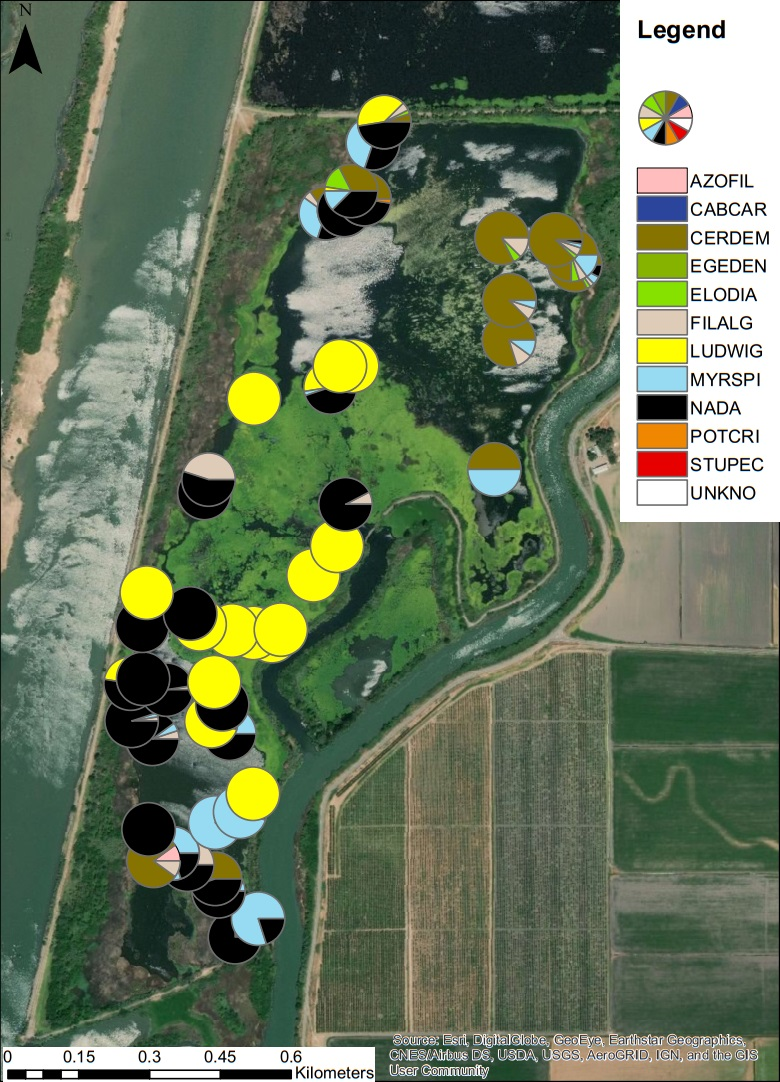 N
Legend
AZOFIL
CABCAR
CERDEM
EGEDEN
ELODIA
FILALG
LUDWIG
MYRSPI
NADA
POTCRI
STUPEC
UNKNO
0 0.15 0.3 0.45 0.6
Kilometers
Source: Esri, DigitalGlobe, GeoEye, Earthstar Geographics,
CNES/Airbus DS, USDA, USGS, AeroGRID, IGN, and the GIS
User Community